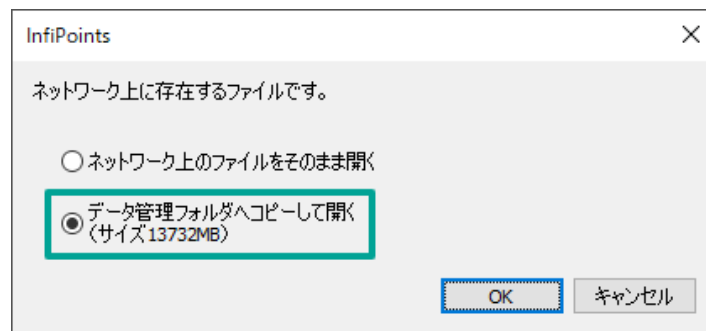 InfiPoints
ネットワーク上に存在するファイルです。
ネットワーク上のファイルをそのまま開く
データ管理フォルダへコピーして開く
(サイズ13732MB)
OK
キャンセル